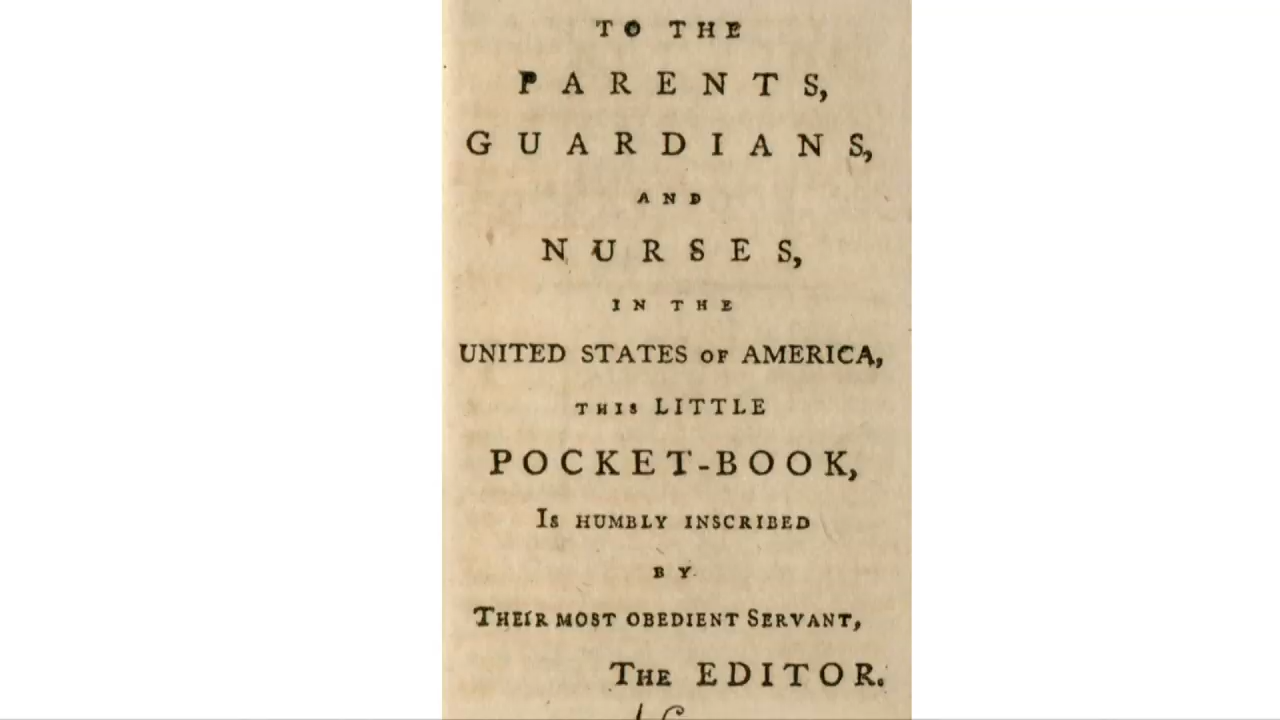 TO THE
PARENTS,
GUARDIANS,
AND
NURSES,
IN THE
UNITED STATES OF AMERICA,
THIS LITTLE
POCKET-BOOK,
IS HUMBLY INSCRIBED
BY
THEIR MOST OBEDIENT SERVANT,
THE EDITOR.